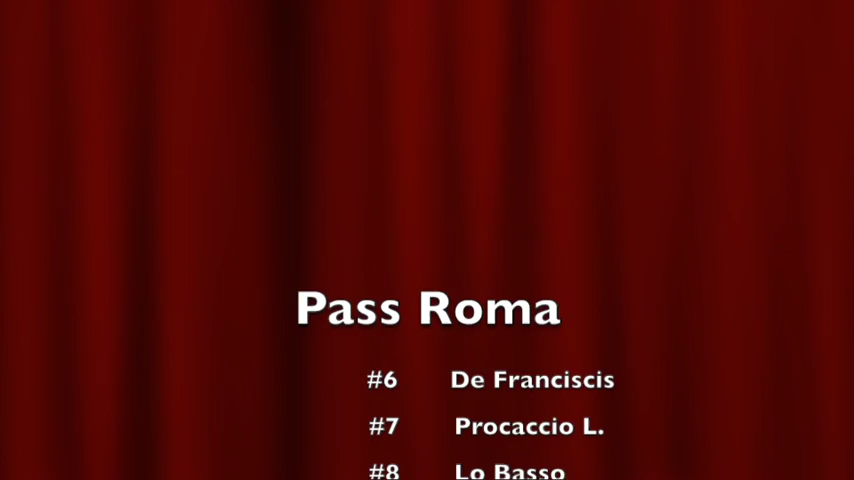 Pass Roma
#6 De Franciscis
#7 Procaccio L.
#8 Lo Basso